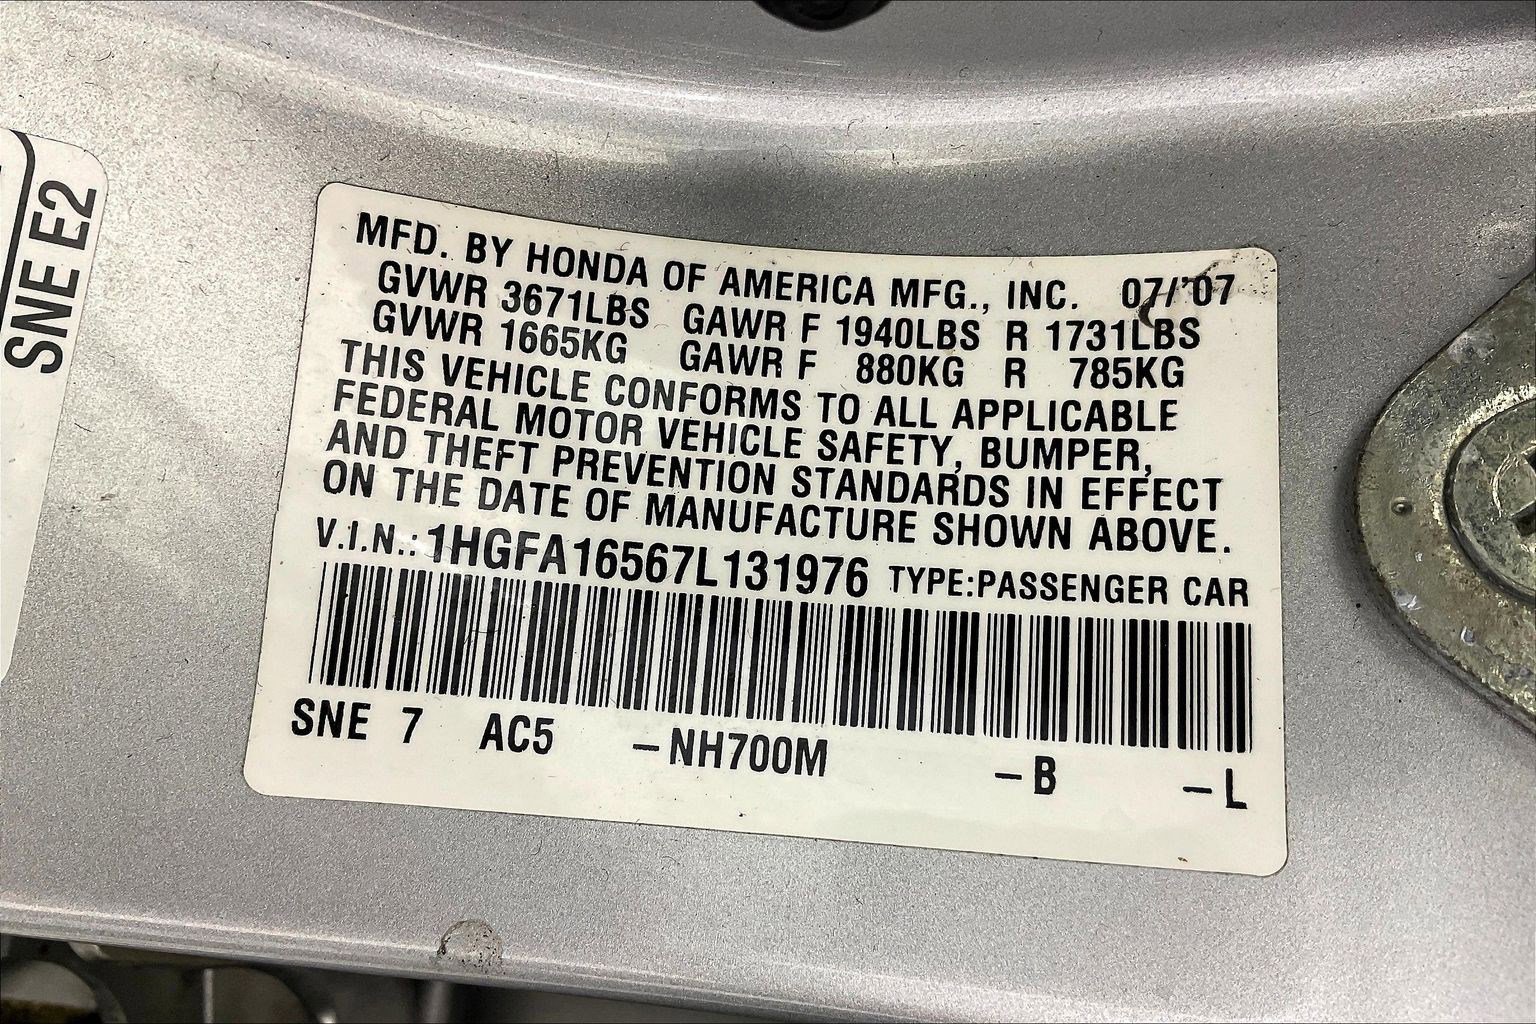 SNE E2
MFD. BY HONDA OF AMERICA MFG., INC. 07/'07
GVWR 3671LBS GAWR F 1940LBS R 1731LBS
GVWR 1665KG GAWR F 880KG R 785KG
THIS VEHICLE CONFORMS TO ALL APPLICABLE
FEDERAL MOTOR VEHICLE SAFETY, BUMPER,
AND THEFT PREVENTION STANDARDS IN EFFECT
ON THE DATE OF MANUFACTURE SHOWN ABOVE.
V.I.N.: 1HGFA16567L131976 TYPE:PASSENGER CAR
SNE 7 AC5 –NH700M –B –L